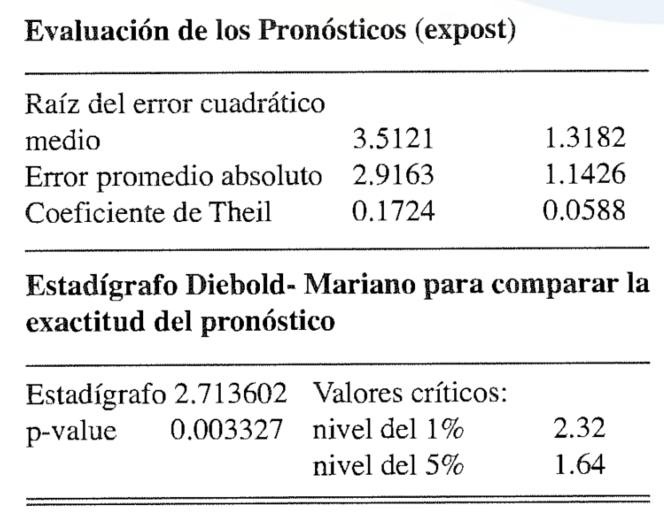 Evaluación de los Pronósticos (expost)
Raíz del error cuadrático
medio 3.5121 1.3182
Error promedio absoluto 2.9163 1.1426
Coeficiente de Theil 0.1724 0.0588
Estadígrafo Diebold- Mariano para comparar la
exactitud del pronóstico
Estadígrafo 2.713602 Valores críticos:
p-value 0.003327 nivel del 1% 2.32
nivel del 5% 1.64